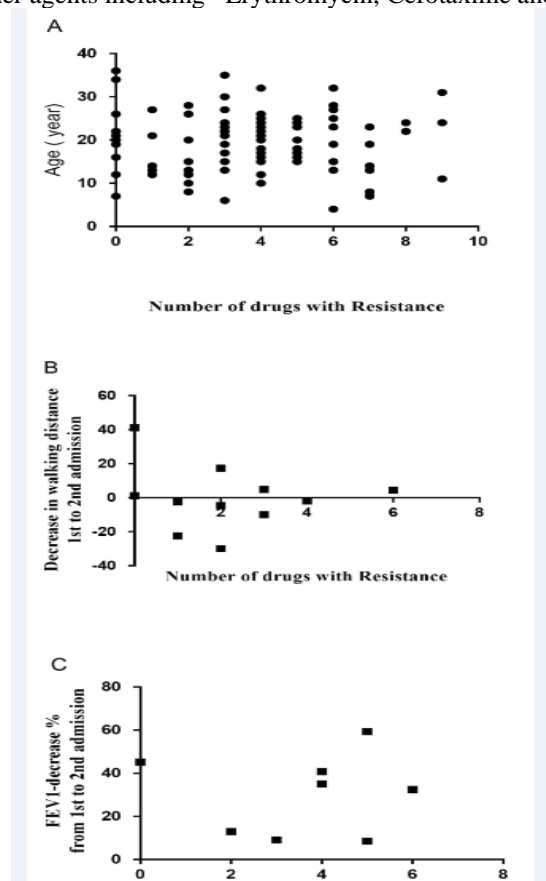 er agents including Erythromycin, Cefotaxime and
A
40
30
20
10
0
Age ( year)
0 2 4 6 8 10
Number of drugs with Resistance
B
60
40
20
0
-20
-40
Decrease in walking distance
1st to 2nd admission
2 4 6 8
Number of drugs with Resistance
C
80
60
40
20
0
FEV1-decrease %
from 1st to 2nd admission
0 2 4 6 8